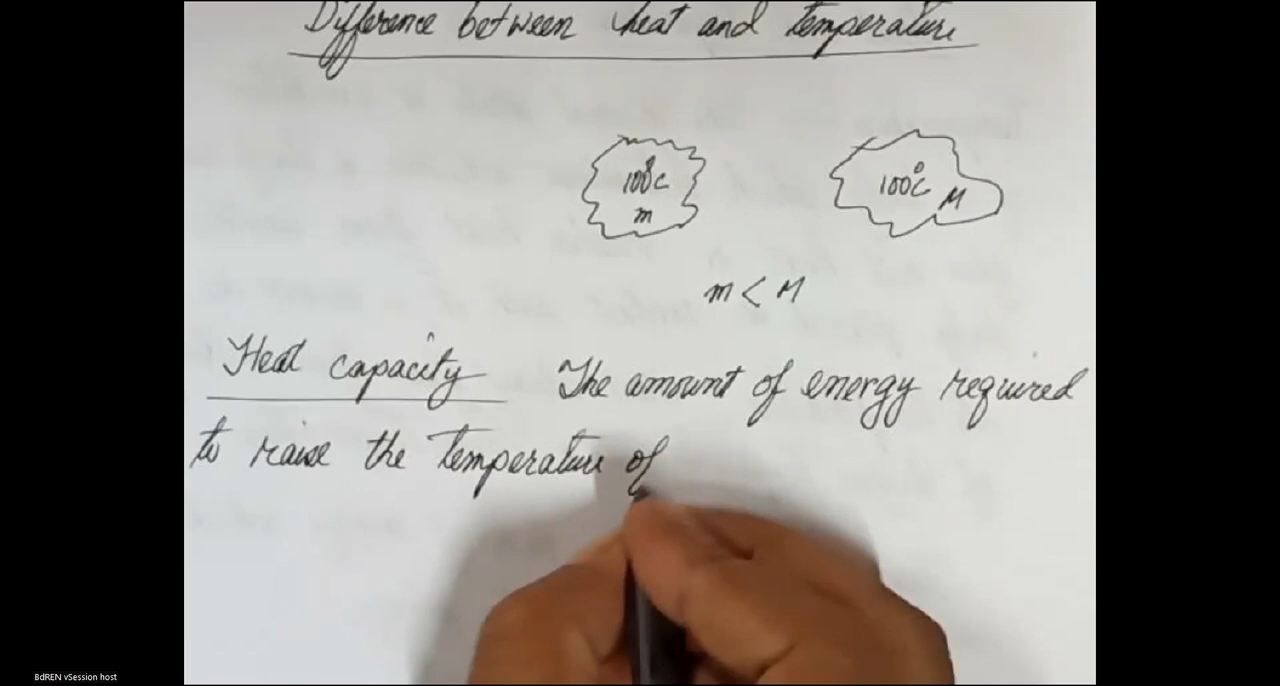 Difference between heat and temperature
100°C
m
100°C M
m < M
Heat capacity The amount of energy required
to raise the temperature of
BdREN vSession host